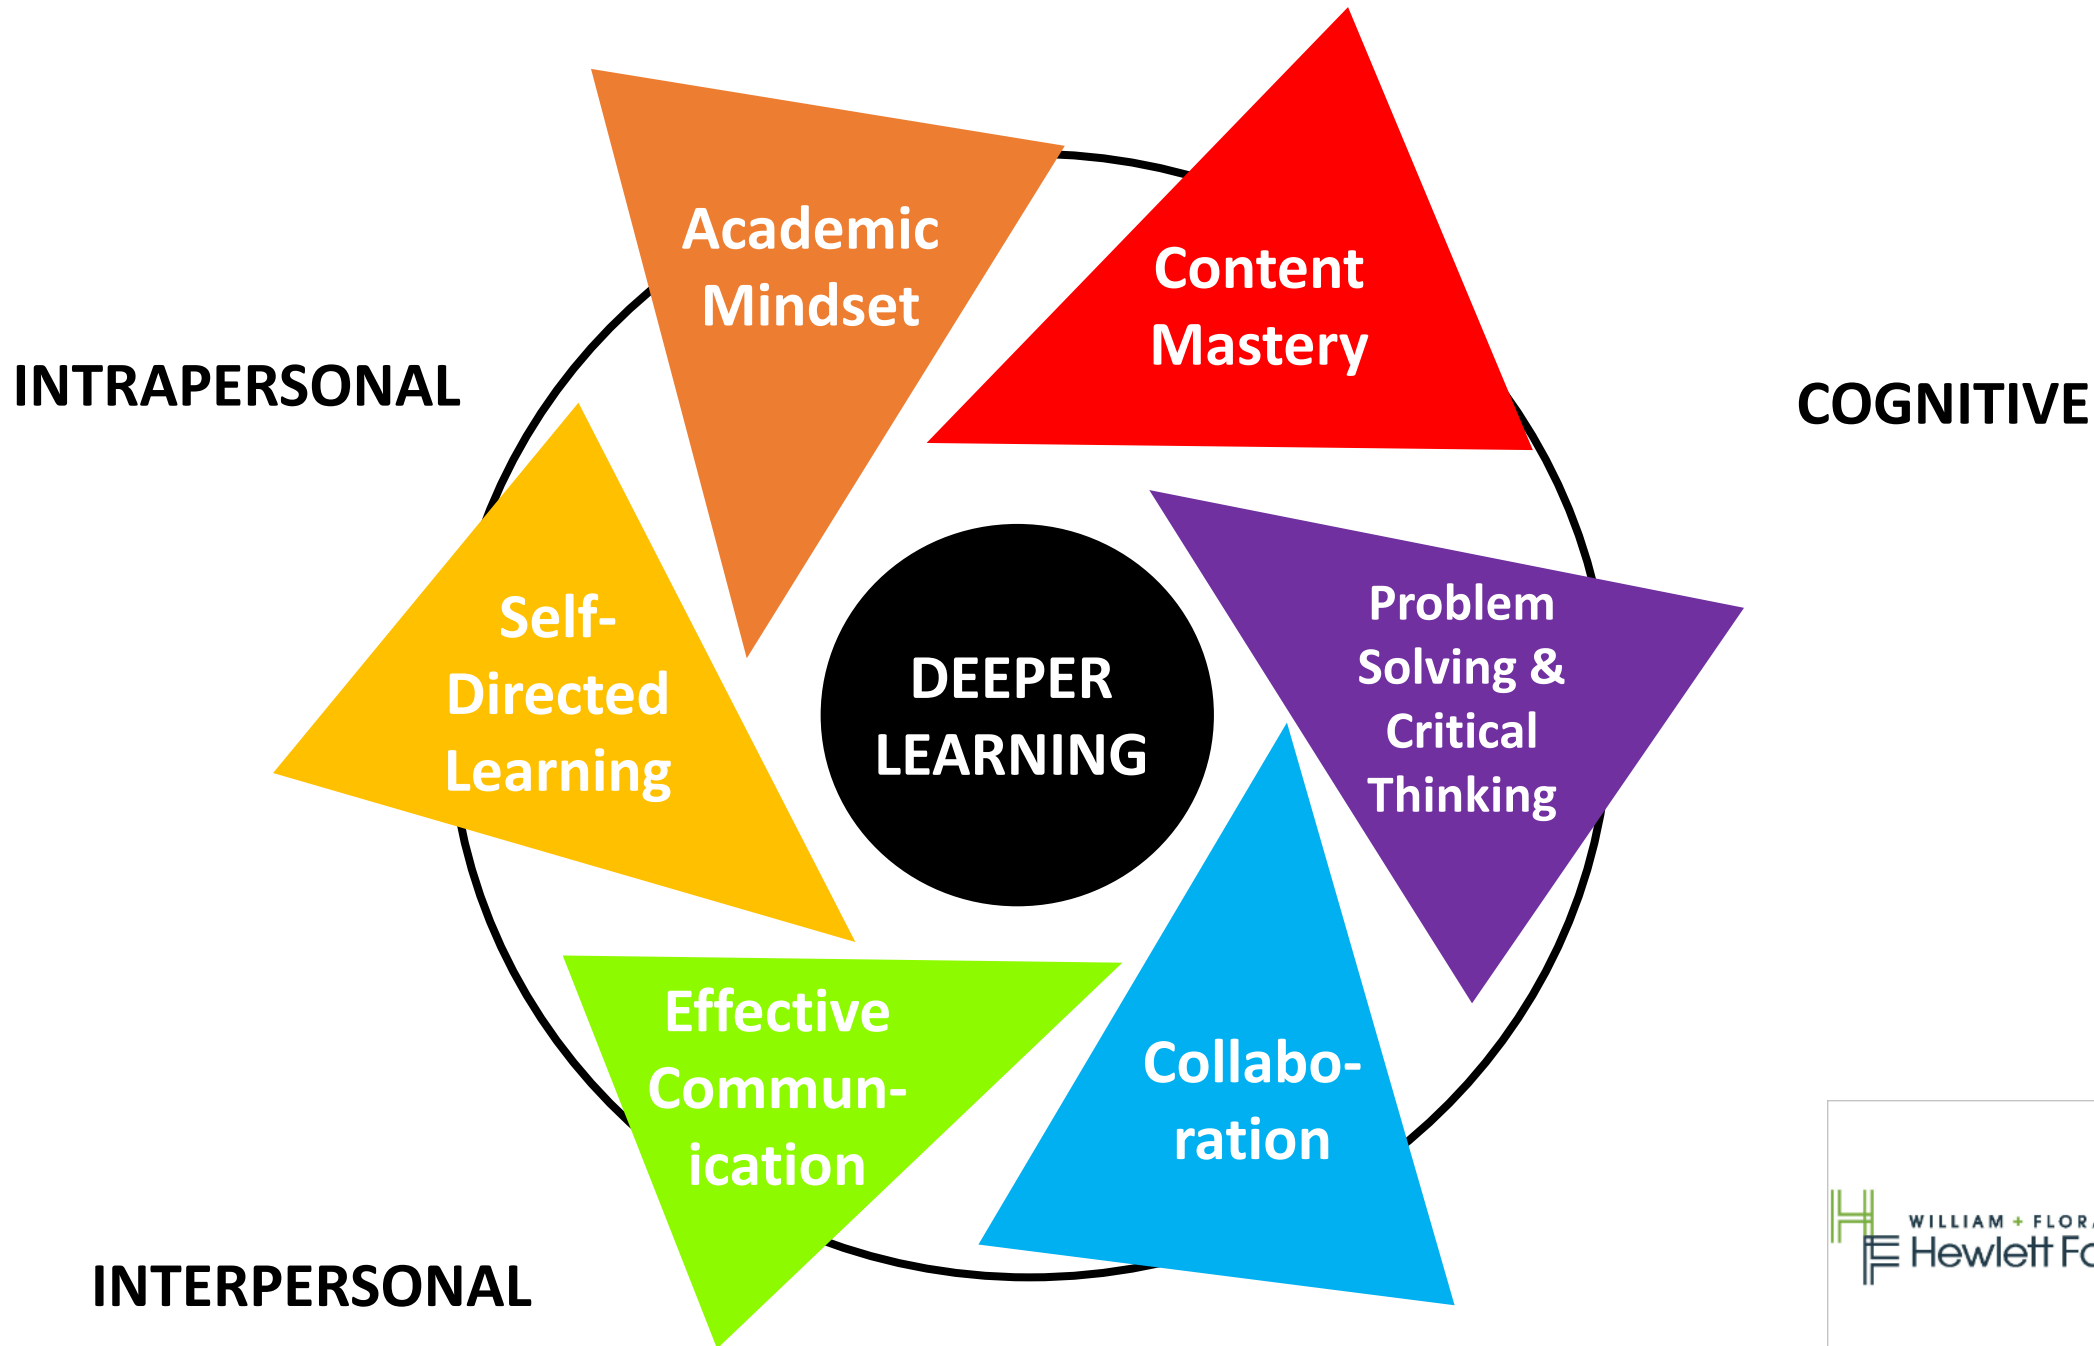 Academic
Mindset
Content
Mastery
INTRAPERSONAL
COGNITIVE
Self-
Directed
Learning
DEEPER
LEARNING
Problem
Solving &
Critical
Thinking
Effective
Commun-
ication
Collabo-
ration
INTERPERSONAL
WILLIAM + FLORA
Hewlett Fo